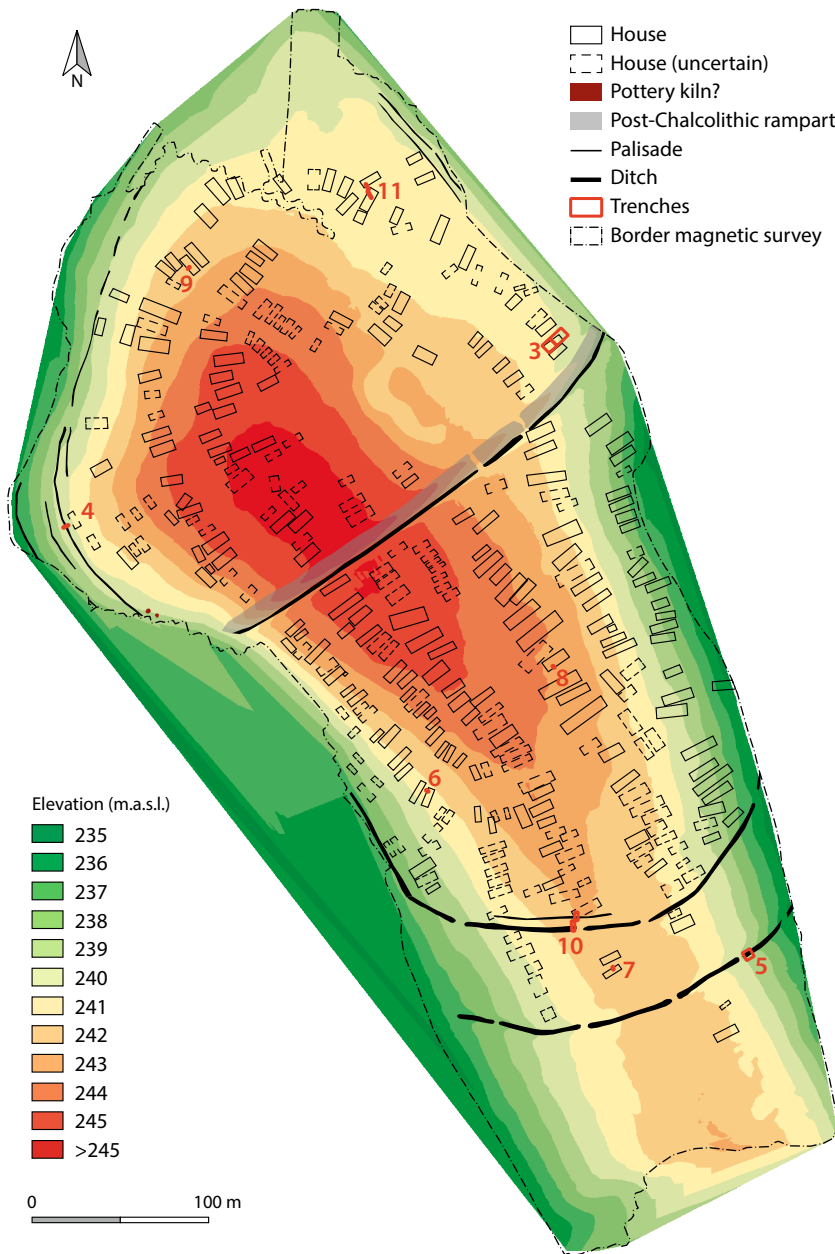 N
House
House (uncertain)
Pottery kiln?
Post-Chalcolithic rampart
Palisade
Ditch
Trenches
Border magnetic survey
11
9
3
4
8
6
10
7
5
Elevation (m.a.s.l.)
235
236
237
238
239
240
241
242
243
244
245
>245
0 100 m